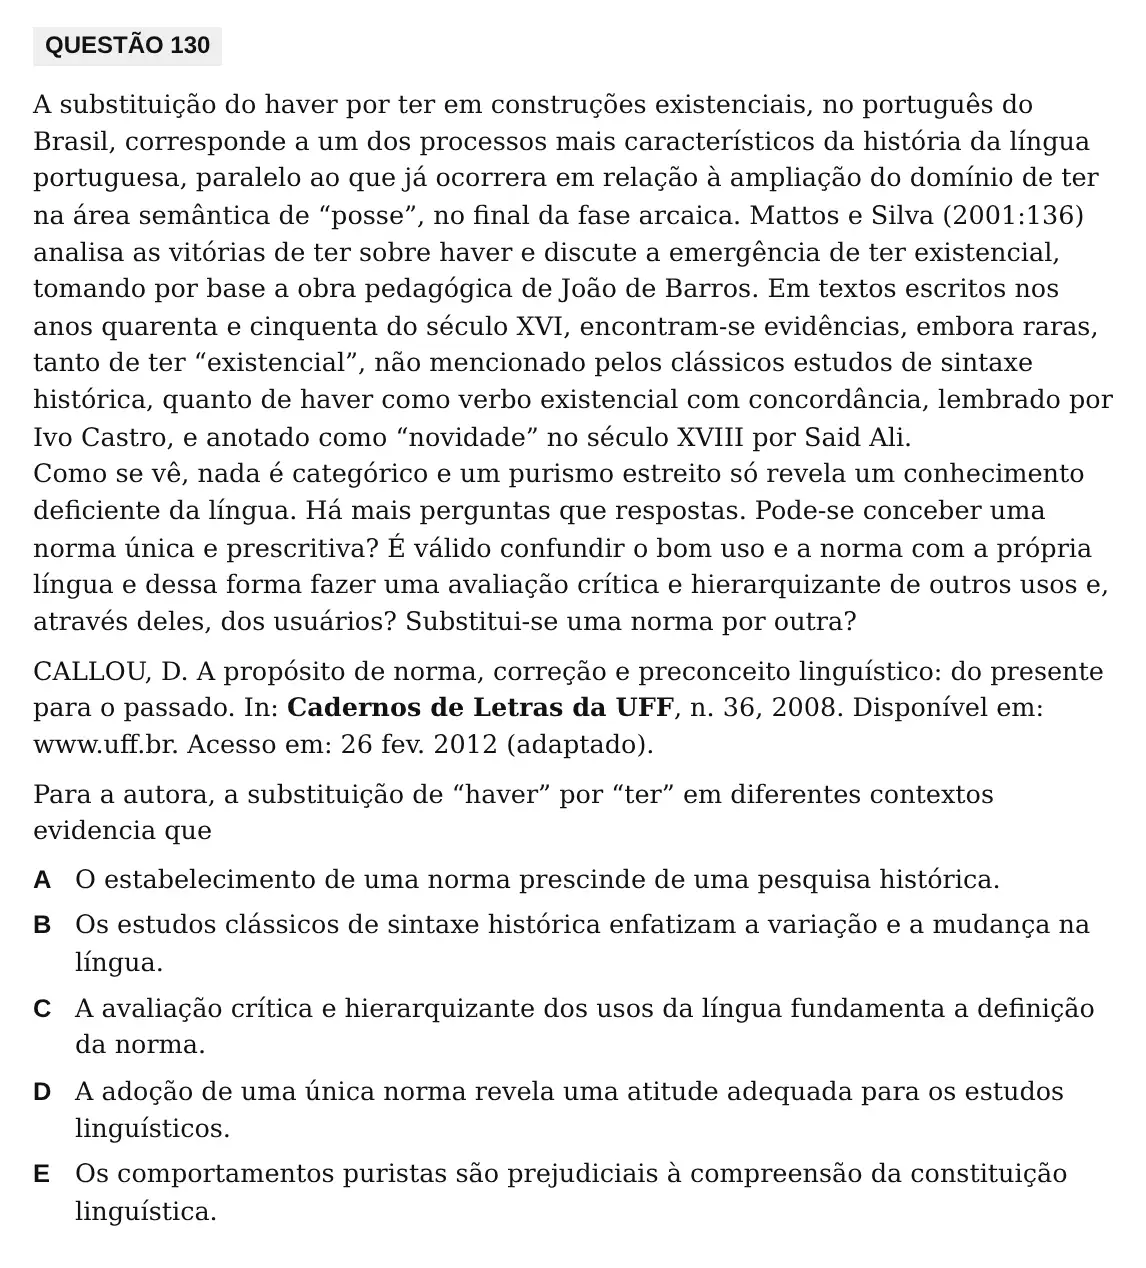 QUESTÃO 130
A substituição do haver por ter em construções existenciais, no português do
Brasil, corresponde a um dos processos mais característicos da história da língua
portuguesa, paralelo ao que já ocorrera em relação à ampliação do domínio de ter
na área semântica de “posse”, no final da fase arcaica. Mattos e Silva (2001:136)
analisa as vitórias de ter sobre haver e discute a emergência de ter existencial,
tomando por base a obra pedagógica de João de Barros. Em textos escritos nos
anos quarenta e cinquenta do século XVI, encontram-se evidências, embora raras,
tanto de ter “existencial”, não mencionado pelos clássicos estudos de sintaxe
histórica, quanto de haver como verbo existencial com concordância, lembrado por
Ivo Castro, e anotado como “novidade” no século XVIII por Said Ali.
Como se vê, nada é categórico e um purismo estreito só revela um conhecimento
deficiente da língua. Há mais perguntas que respostas. Pode-se conceber uma
norma única e prescritiva? É válido confundir o bom uso e a norma com a própria
língua e dessa forma fazer uma avaliação crítica e hierarquizante de outros usos e,
através deles, dos usuários? Substitui-se uma norma por outra?
CALLOU, D. A propósito de norma, correção e preconceito linguístico: do presente
para o passado. In: Cadernos de Letras da UFF, n. 36, 2008. Disponível em:
www.uff.br. Acesso em: 26 fev. 2012 (adaptado).
Para a autora, a substituição de “haver” por “ter” em diferentes contextos
evidencia que
A O estabelecimento de uma norma prescinde de uma pesquisa histórica.
B Os estudos clássicos de sintaxe histórica enfatizam a variação e a mudança na
língua.
C A avaliação crítica e hierarquizante dos usos da língua fundamenta a definição
da norma.
D A adoção de uma única norma revela uma atitude adequada para os estudos
linguísticos.
E Os comportamentos puristas são prejudiciais à compreensão da constituição
linguística.